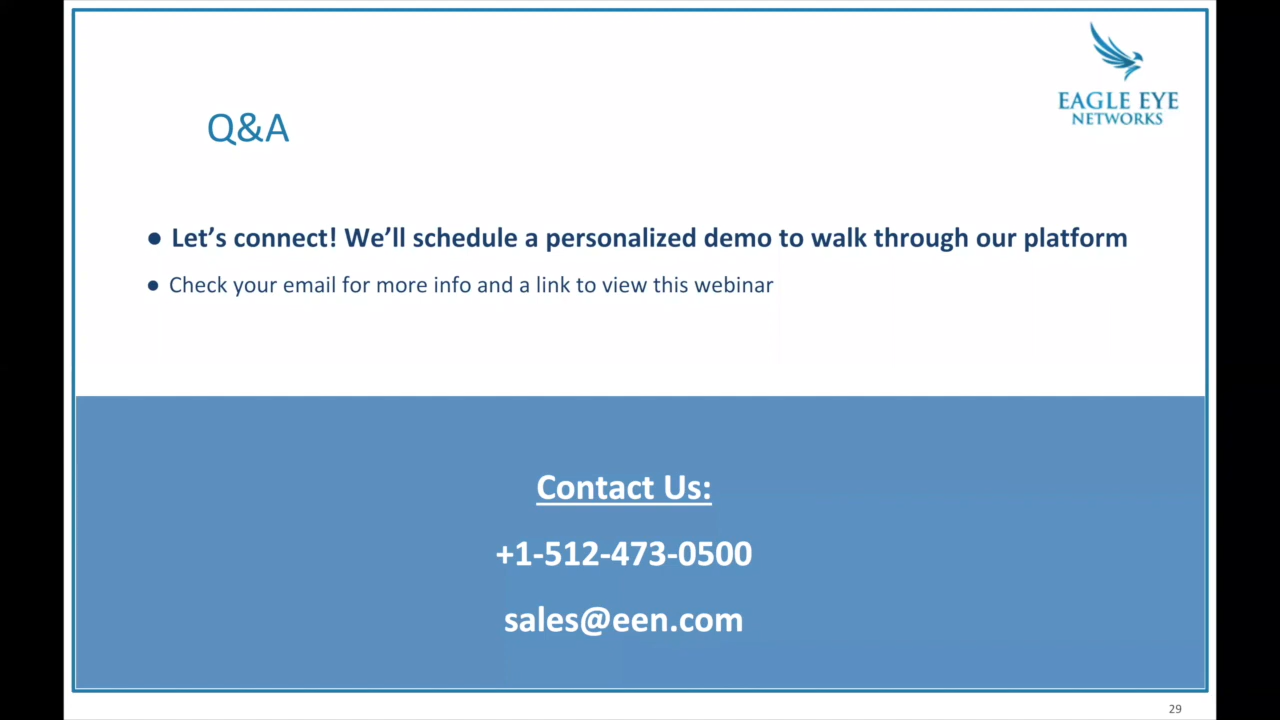 EAGLE EYE
NETWORKS
Q&A
● Let’s connect! We’ll schedule a personalized demo to walk through our platform
● Check your email for more info and a link to view this webinar
Contact Us:
+1-512-473-0500
sales@een.com
29